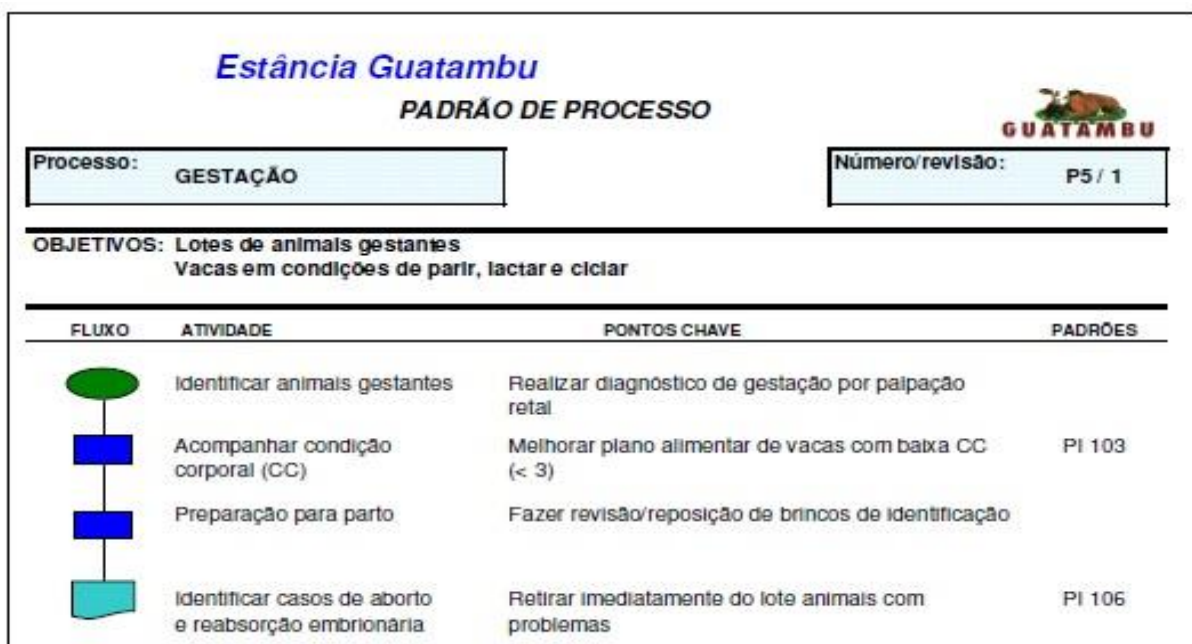 Estância Guatambu
PADRÃO DE PROCESSO
GUATAMBU
Processo: GESTAÇÃO
Número/revisão: P5 / 1
OBJETIVOS: Lotes de animais gestantes
Vacas em condições de parir, lactar e ciclar
FLUXO ATIVIDADE PONTOS CHAVE PADRÕES
Identificar animais gestantes Realizar diagnóstico de gestação por palpação
retal
Acompanhar condição Melhorar plano alimentar de vacas com baixa CC PI 103
corporal (CC) (< 3)
Preparação para parto Fazer revisão/reposição de brincos de identificação
Identificar casos de aborto Retirar imediatamente do lote animais com PI 106
e reabsorção embrionária problemas